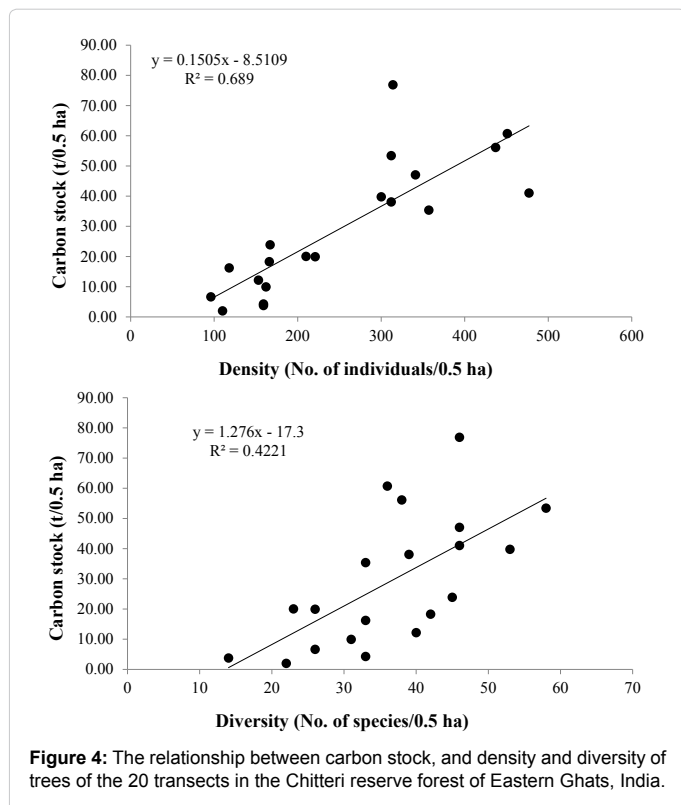 y = 0.1505x - 8.5109
R² = 0.689
90.00
80.00
70.00
60.00
50.00
40.00
30.00
20.00
10.00
0.00
Carbon stock (t/0.5 ha)
0 100 200 300 400 500 600
Density (No. of individuals/0.5 ha)
y = 1.276x - 17.3
R² = 0.4221
90.00
80.00
70.00
60.00
50.00
40.00
30.00
20.00
10.00
0.00
Carbon stock (t/0.5 ha)
0 10 20 30 40 50 60 70
Diversity (No. of species/0.5 ha)
Figure 4: The relationship between carbon stock, and density and diversity of
trees of the 20 transects in the Chitteri reserve forest of Eastern Ghats, India.